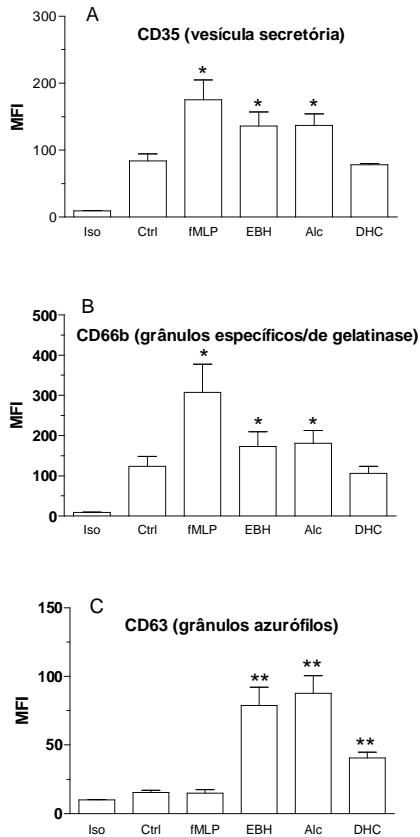 A
CD35 (vesícula secretória)
300
200
100
0
MFI
*
*
*
Iso Ctrl fMLP EBH Alc DHC
B
CD66b (grânulos específicos/de gelatinase)
500
400
300
200
100
0
MFI
*
*
*
Iso Ctrl fMLP EBH Alc DHC
C
CD63 (grânulos azurófilos)
150
100
50
0
MFI
**
**
**
Iso Ctrl fMLP EBH Alc DHC